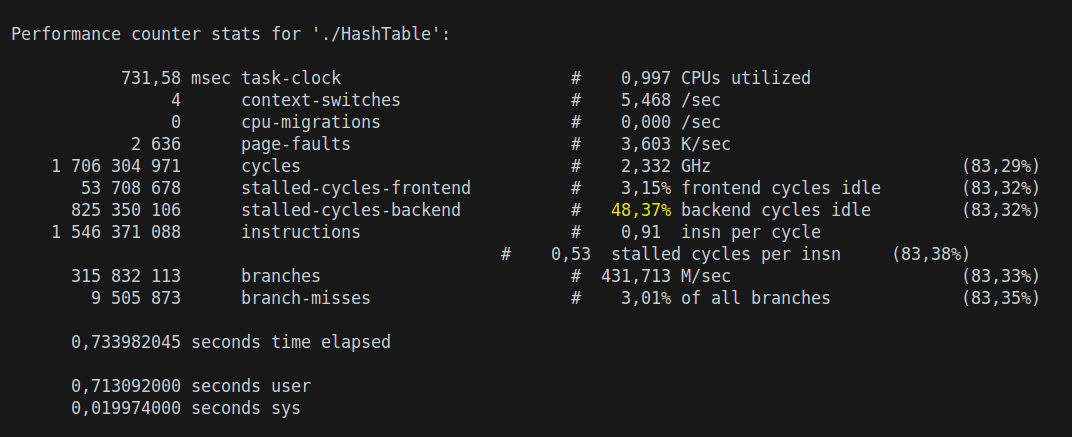 Performance counter stats for './HashTable':
731,58 msec task-clock # 0,997 CPUs utilized
4 context-switches # 5,468 /sec
0 cpu-migrations # 0,000 /sec
2 636 page-faults # 3,603 K/sec
1 706 304 971 cycles # 2,332 GHz (83,29%)
53 708 678 stalled-cycles-frontend # 3,15% frontend cycles idle (83,32%)
825 350 106 stalled-cycles-backend # 48,37% backend cycles idle (83,32%)
1 546 371 088 instructions # 0,91 insn per cycle
# 0,53 stalled cycles per insn (83,38%)
315 832 113 branches # 431,713 M/sec (83,33%)
9 505 873 branch-misses # 3,01% of all branches (83,35%)
0,733982045 seconds time elapsed
0,713092000 seconds user
0,019974000 seconds sys